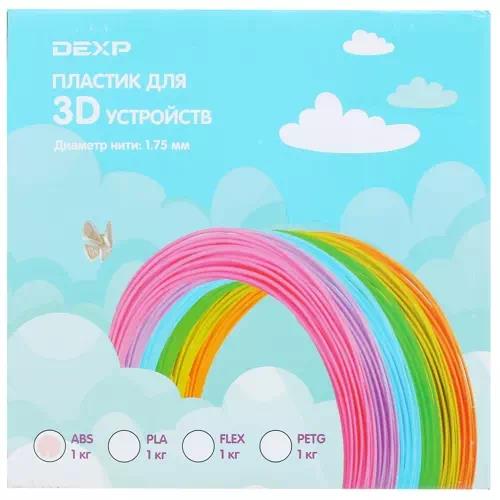 DEXP
ПЛАСТИК ДЛЯ
3D УСТРОЙСТВ
Диаметр нити: 1.75 мм
ABS
1 кг
PLA
1 кг
FLEX
1 кг
PETG
1 кг